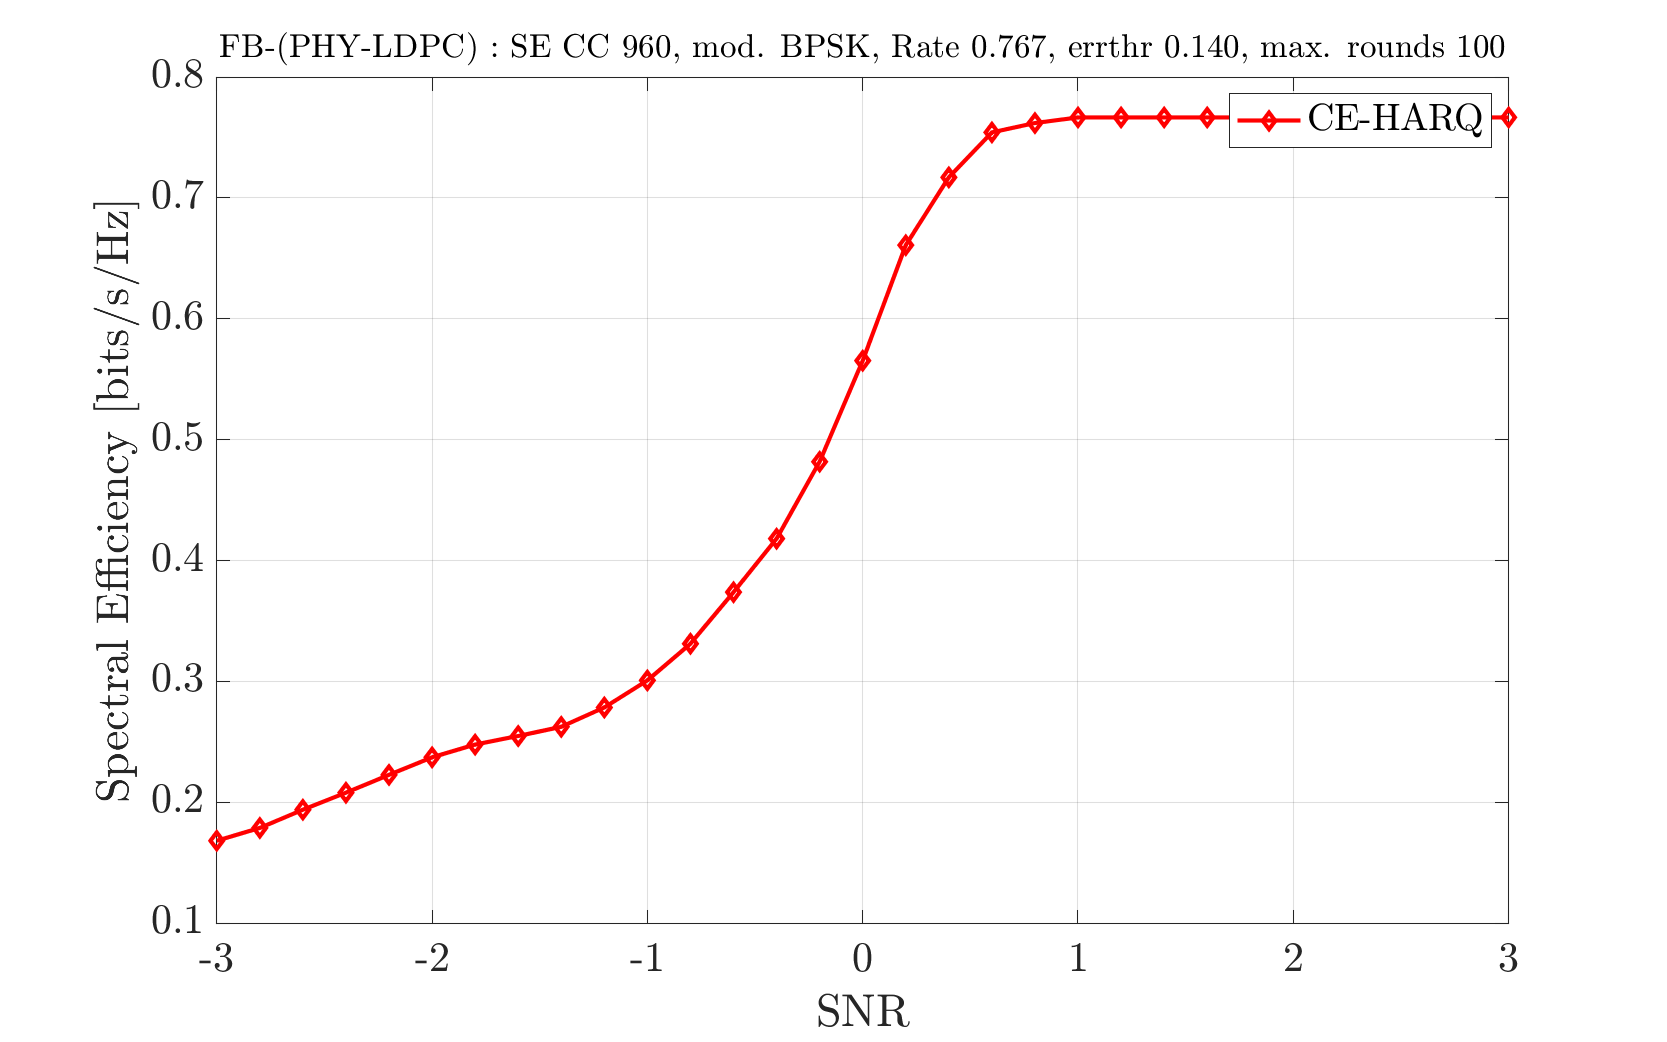 FB-(PHY-LDPC) : SE CC 960, mod. BPSK, Rate 0.767, errthr 0.140, max. rounds 100
CE-HARQ
Spectral Efficiency [bits/s/Hz]
0.8
0.7
0.6
0.5
0.4
0.3
0.2
0.1
-3 -2 -1 0 1 2 3
SNR